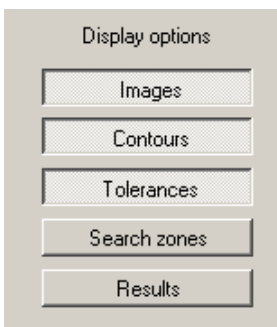 Display options
Images
Contours
Tolerances
Search zones
Results